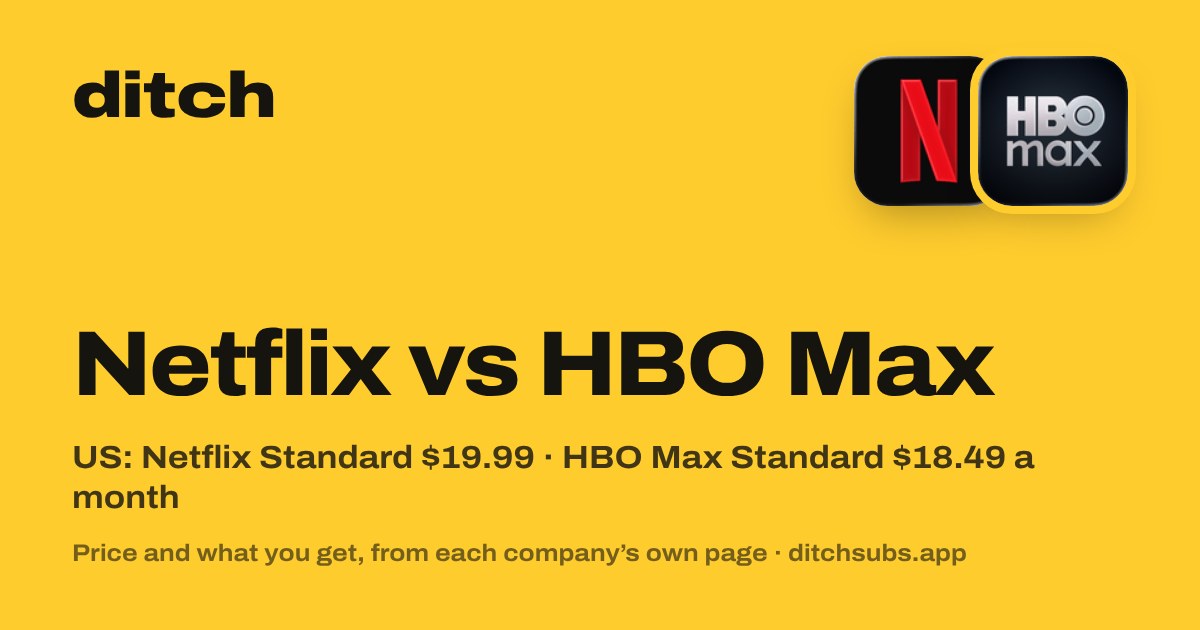 ditch
N
HBO
max
Netflix vs HBO Max
US: Netflix Standard $19.99 · HBO Max Standard $18.49 a
month
Price and what you get, from each company’s own page · ditchsubs.app